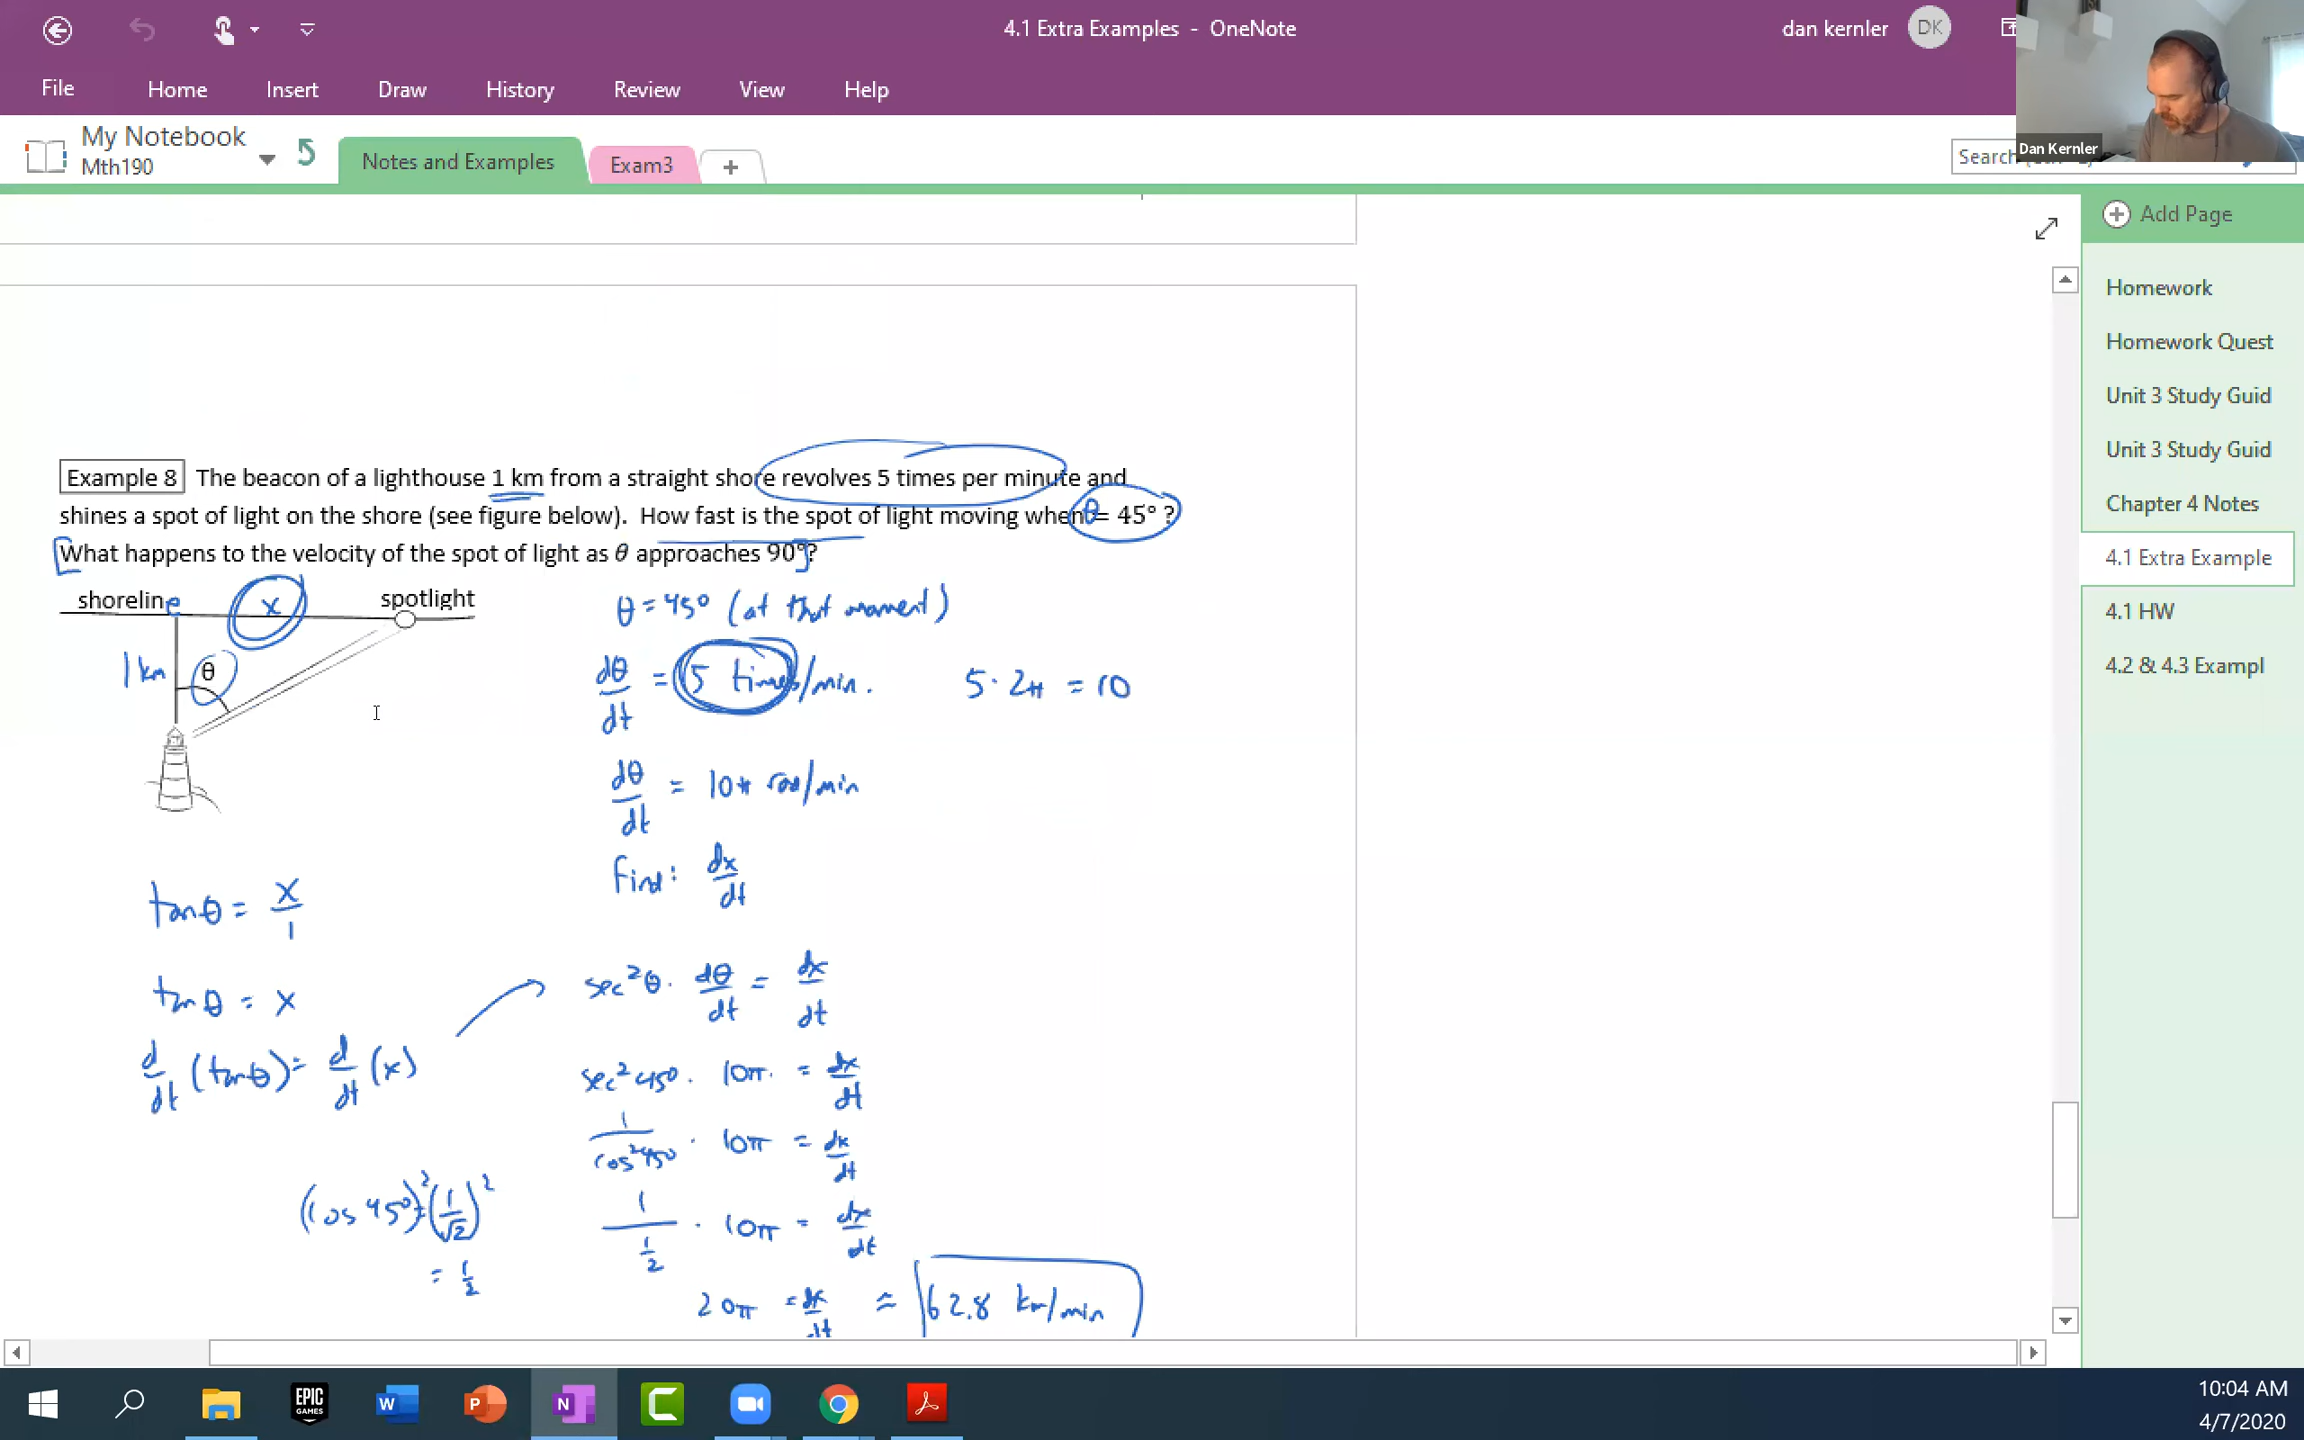 4.1 Extra Examples - OneNote
dan kernler DK
File Home Insert Draw History Review View Help
My Notebook
Mth190
Notes and Examples
Exam3
+
Search
Dan Kernler
Add Page
Homework
Homework Quest
Unit 3 Study Guid
Unit 3 Study Guid
Chapter 4 Notes
4.1 Extra Example
4.1 HW
4.2 & 4.3 Exampl
Example 8 The beacon of a lighthouse 1 km from a straight shore revolves 5 times per minute and
shines a spot of light on the shore (see figure below). How fast is the spot of light moving when θ = 45° ?
[What happens to the velocity of the spot of light as θ approaches 90°]?
shoreline x spotlight
1 km θ
θ = 45° (at that moment)
dθ/dt = 5 times/min. 5 · 2π = 10
dθ/dt = 10π rad/min
Find: dx/dt
tanθ = x/1
tanθ = x
d/dt (tanθ) = d/dt (x)
sec²θ · dθ/dt = dx/dt
sec²45° · 10π = dx/dt
1/cos²45° · 10π = dx/dt
(cos 45°)² = (1/√2)²
= 1/2
1/(1/2) · 10π = dx/dt
20π = dx/dt ≈ 62.8 km/min
EPIC
GAMES
W
P
N
10:04 AM
4/7/2020